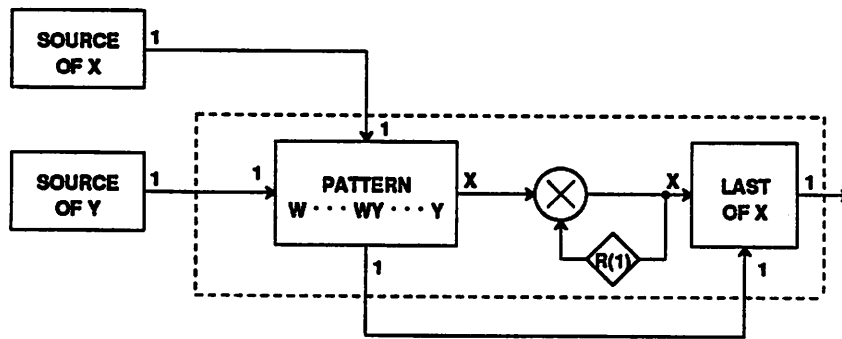 SOURCE
OF X
1
1
SOURCE
OF Y
1
1
PATTERN
W · · · WY · · · Y
X
X
LAST
OF X
1
R(1)
1
1